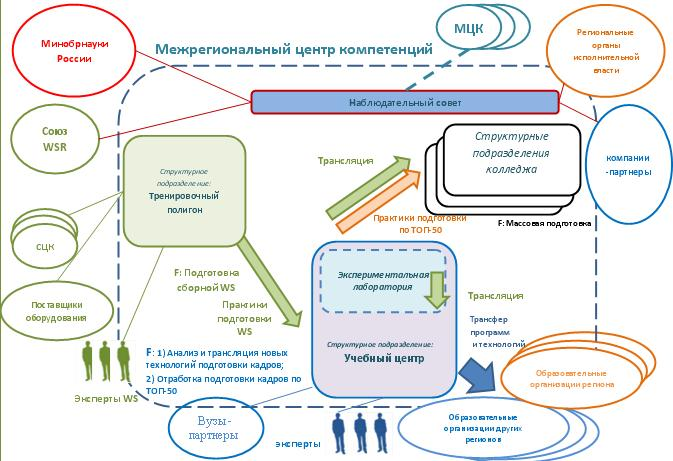 Минобрнауки
России
Межрегиональный центр компетенций
МЦК
Региональные
органы
исполнительной
власти
Наблюдательный совет
Союз
WSR
Структурное
подразделение:
Тренировочный
полигон
Трансляция
Структурные
подразделения
колледжа
компании
-партнеры
Практики подготовки
по ТОП-50
F: Массовая подготовка
СЦК
F: Подготовка
сборной WS
Практики
подготовки
WS
Экспериментальная
лаборатория
Трансляция
Поставщики
оборудования
Трансфер
программ
и технологий
Структурное подразделение:
Учебный центр
F: 1) Анализ и трансляция новых
технологий подготовки кадров;
2) Отработка подготовки кадров по
ТОП-50
Образовательные
организации региона
Эксперты WS
Вузы-
партнеры
эксперты
Образовательные
организации других
регионов